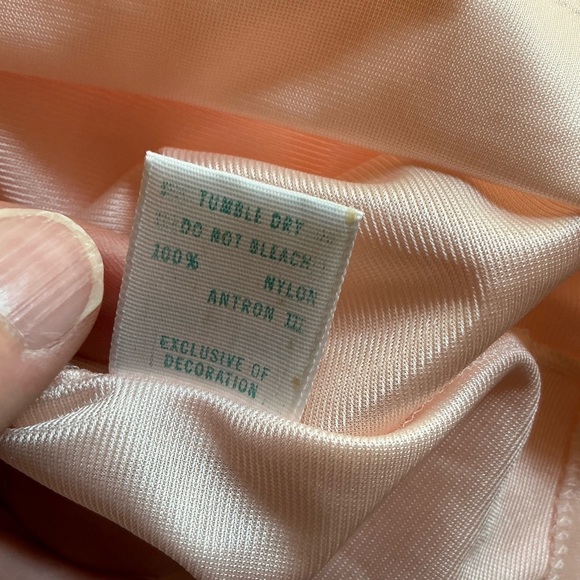 TUMBLE DRY
DO NOT BLEACH
100% NYLON
ANTRON III
EXCLUSIVE OF
DECORATION